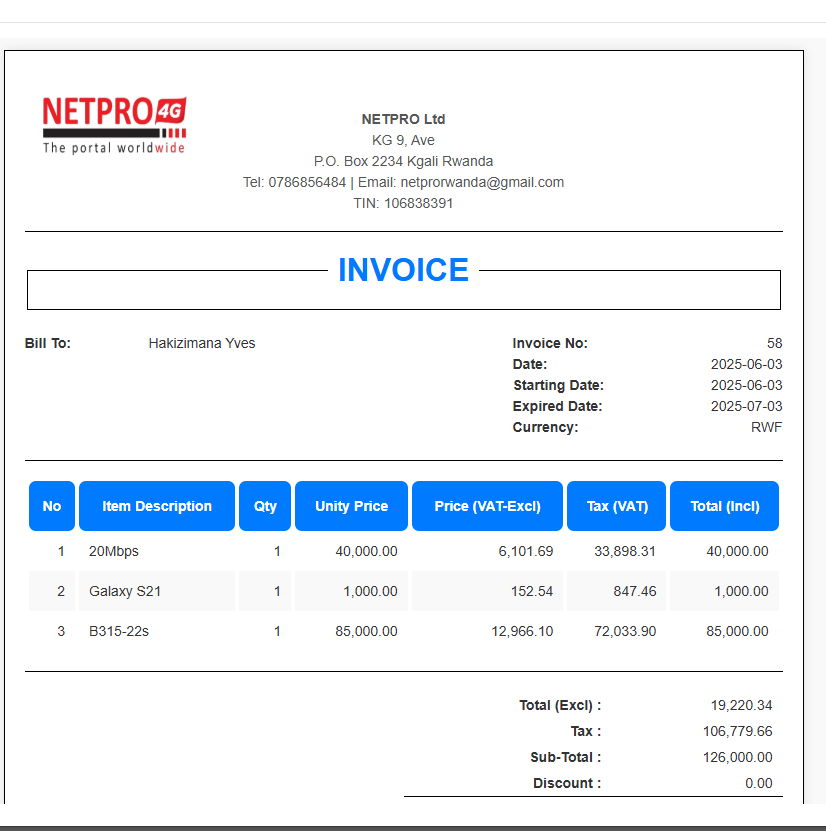 NETPRO 4G
The portal worldwide
NETPRO Ltd
KG 9, Ave
P.O. Box 2234 Kgali Rwanda
Tel: 0786856484 | Email: netprorwanda@gmail.com
TIN: 106838391
INVOICE
Bill To: Hakizimana Yves
Invoice No: 58
Date: 2025-06-03
Starting Date: 2025-06-03
Expired Date: 2025-07-03
Currency: RWF
No Item Description Qty Unity Price Price (VAT-Excl) Tax (VAT) Total (Incl)
1 20Mbps 1 40,000.00 6,101.69 33,898.31 40,000.00
2 Galaxy S21 1 1,000.00 152.54 847.46 1,000.00
3 B315-22s 1 85,000.00 12,966.10 72,033.90 85,000.00
Total (Excl) : 19,220.34
Tax : 106,779.66
Sub-Total : 126,000.00
Discount : 0.00